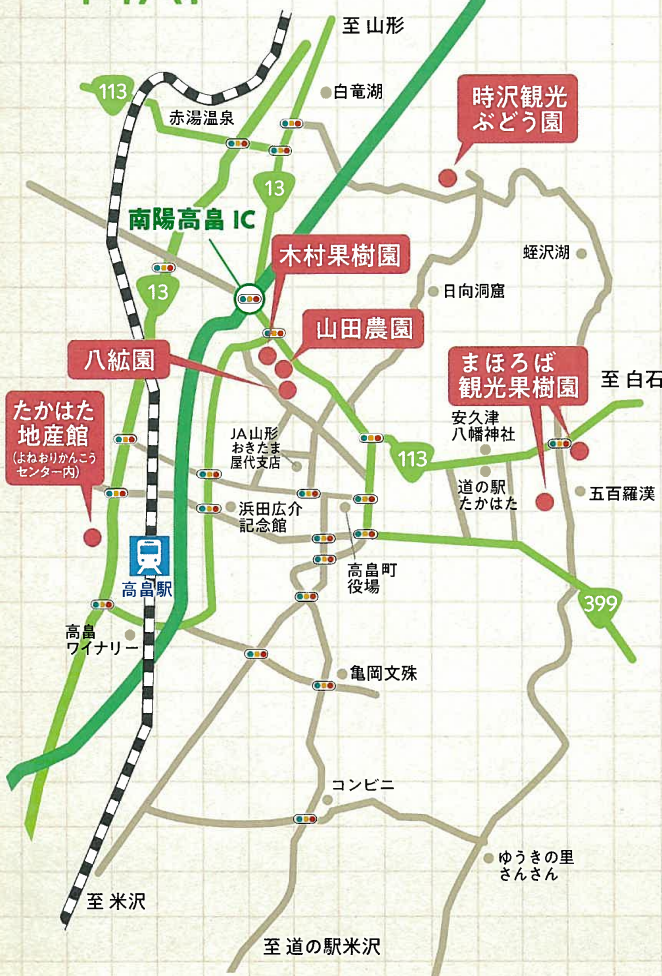 至 山形
113
白竜湖
時沢観光
ぶどう園
赤湯温泉
13
南陽高畠 IC
木村果樹園
蛭沢湖
日向洞窟
13
山田農園
八紘園
まほろば
観光果樹園
至 白石
たかはた
地産館
(よねおりかんこう
センター内)
安久津
八幡神社
JA山形
おきたま
屋代支店
113
道の駅
たかはた
五百羅漢
浜田広介
記念館
高畠駅
高畠町
役場
399
高畠
ワイナリー
亀岡文殊
コンビニ
ゆうきの里
さんさん
至 米沢
至 道の駅米沢